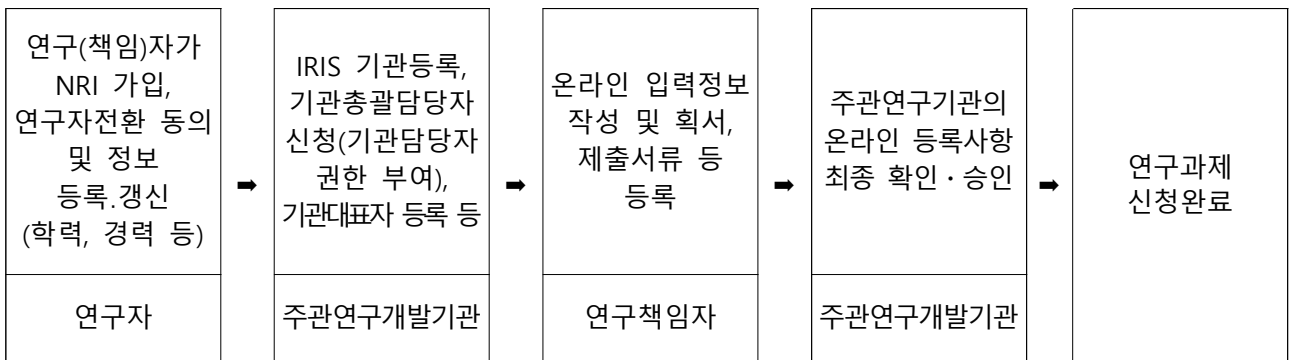 연구(책임)자가
NRI 가입,
연구자전환 동의
및 정보
등록.갱신
(학력, 경력 등)
연구자
➡
IRIS 기관등록,
기관총괄담당자
신청(기관담당자
권한 부여),
기관대표자 등록 등
주관연구개발기관
➡
온라인 입력정보
작성 및 획서,
제출서류 등
등록
연구책임자
➡
주관연구기관의
온라인 등록사항
최종 확인·승인
주관연구개발기관
➡
연구과제
신청완료